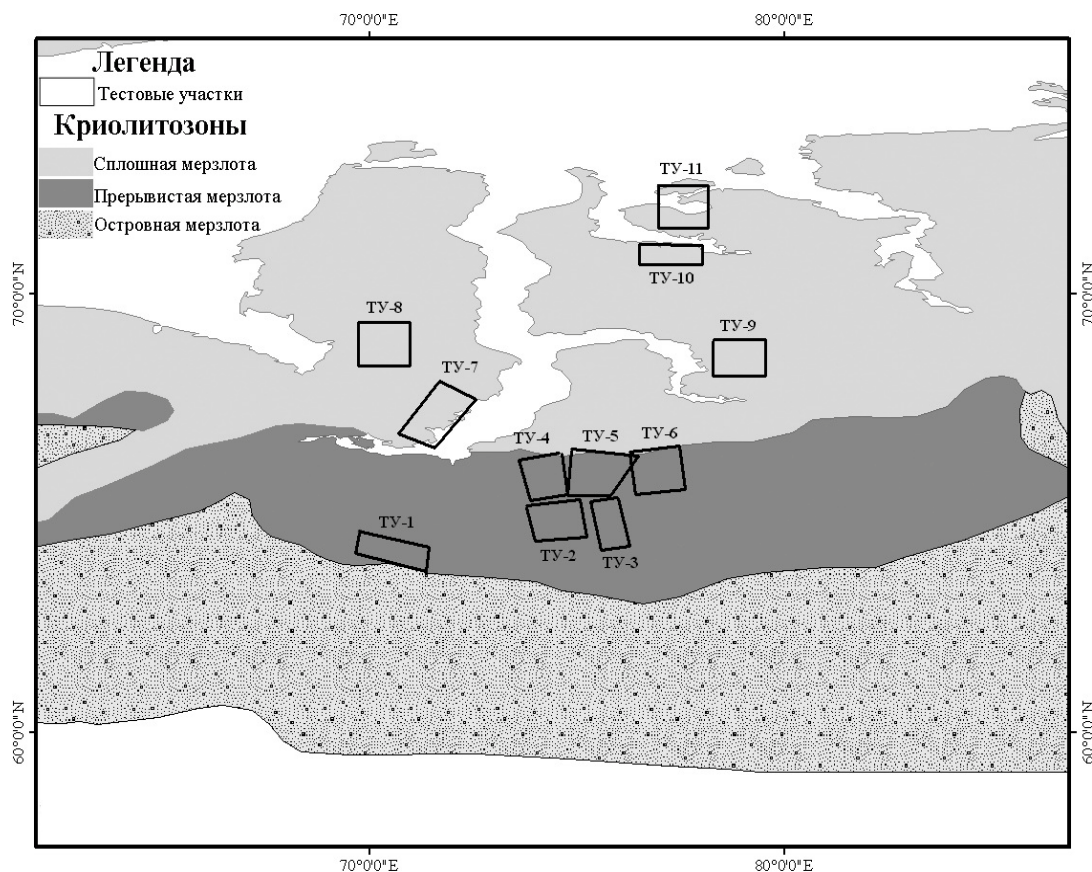 70°0'0"E 80°0'0"E
Легенда
Тестовые участки
Криолитозоны
Сплошная мерзлота
Прерывистая мерзлота
Островная мерзлота
ТУ-11
ТУ-10
70°0'0"N 70°0'0"N
ТУ-8
ТУ-9
ТУ-7
ТУ-4 ТУ-5 ТУ-6
ТУ-1
ТУ-2 ТУ-3
60°0'0"N 60°0'0"N
70°0'0"E 80°0'0"E